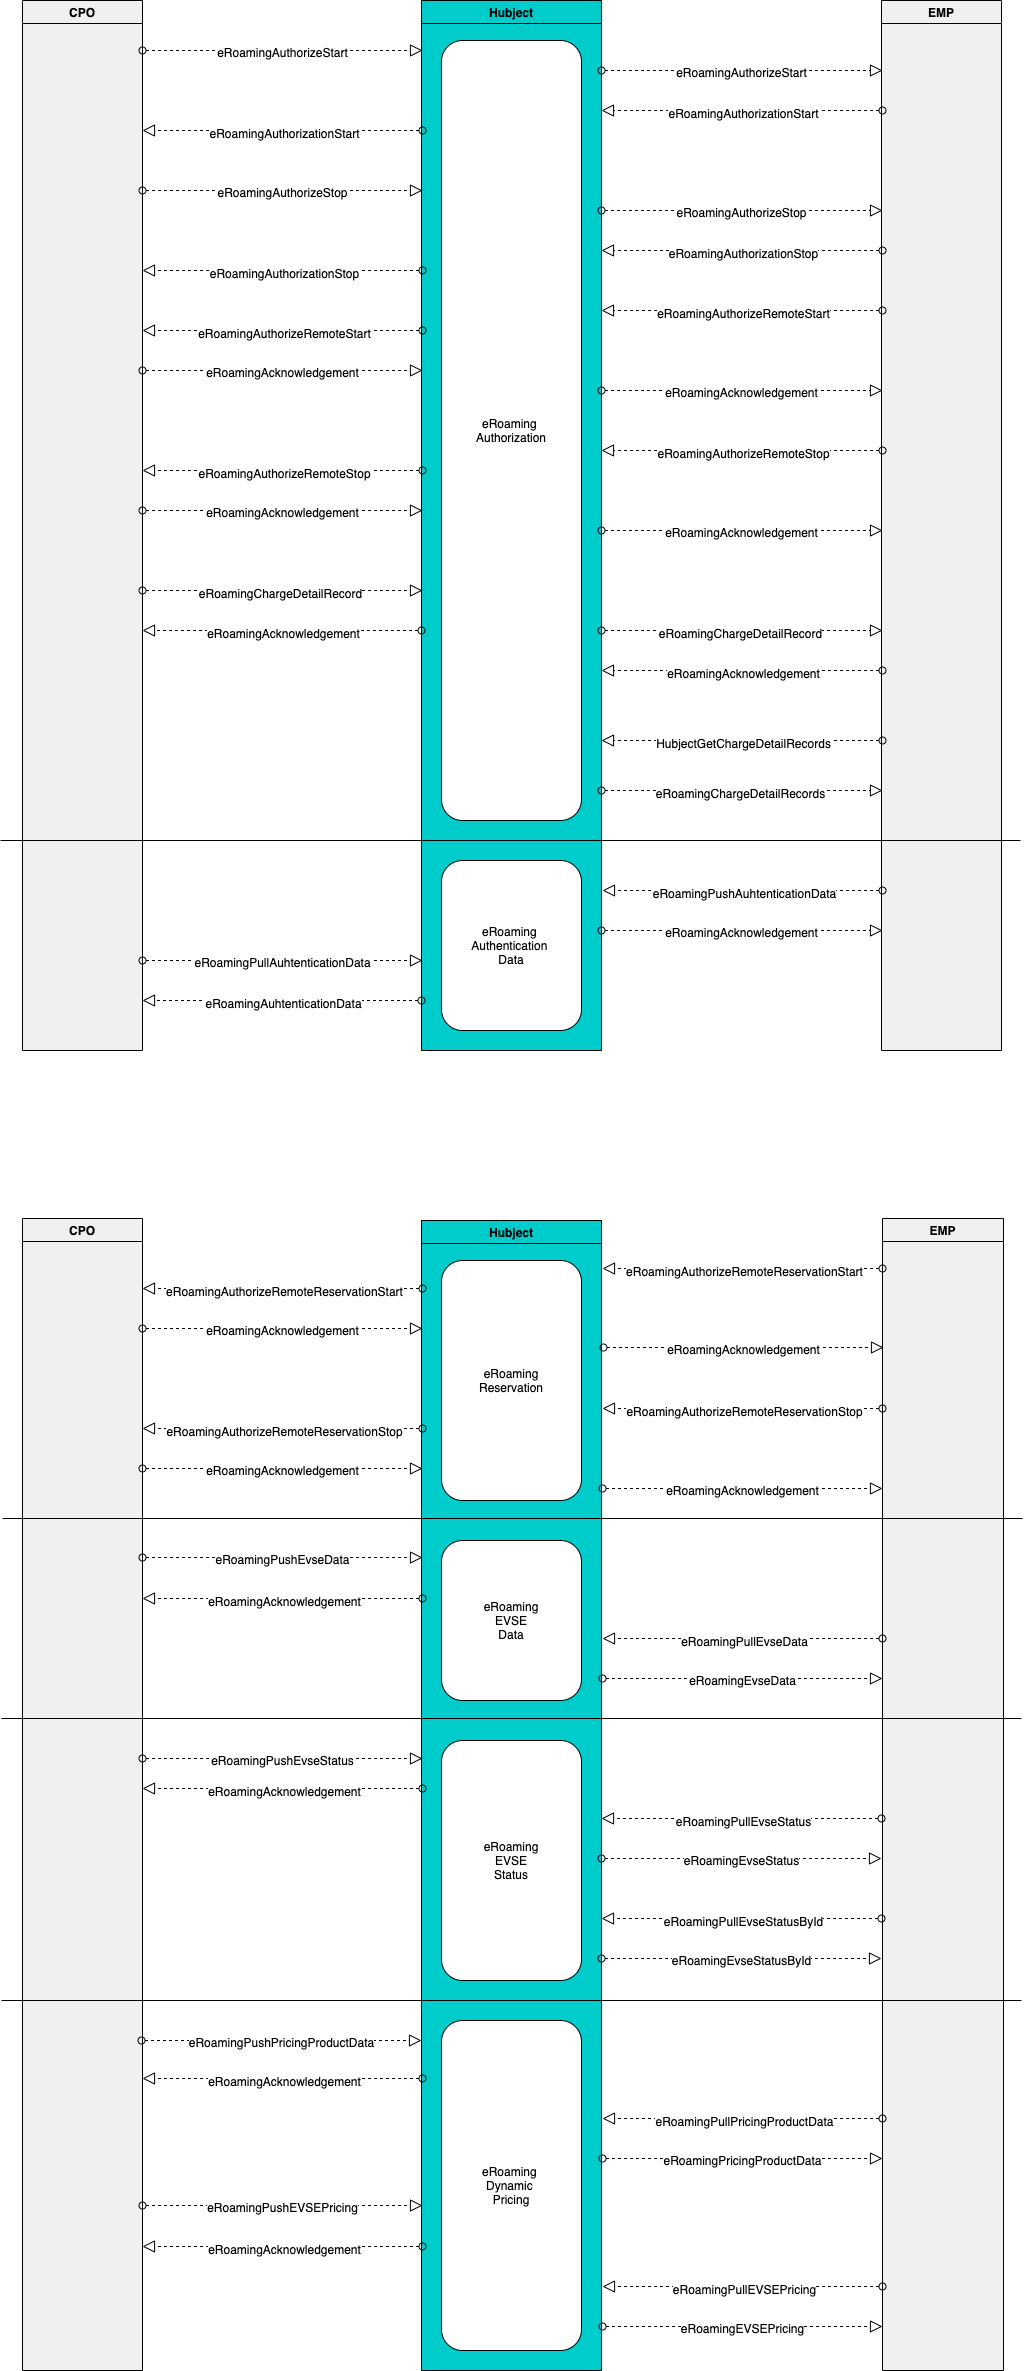 CPO
Hubject
EMP
eRoamingAuthorizeStart
eRoamingAuthorizeStart
eRoamingAuthorizationStart
eRoamingAuthorizationStart
eRoamingAuthorizeStop
eRoamingAuthorizeStop
eRoamingAuthorizationStop
eRoamingAuthorizationStop
eRoamingAuthorizeRemoteStart
eRoamingAuthorizeRemoteStart
eRoamingAcknowledgement
eRoamingAcknowledgement
eRoaming
Authorization
eRoamingAuthorizeRemoteStop
eRoamingAuthorizeRemoteStop
eRoamingAcknowledgement
eRoamingAcknowledgement
eRoamingChargeDetailRecord
eRoamingAcknowledgement
eRoamingChargeDetailRecord
eRoamingAcknowledgement
HubjectGetChargeDetailRecords
eRoamingChargeDetailRecords
eRoamingPushAuhtenticationData
eRoaming
Authentication
Data
eRoamingAcknowledgement
eRoamingPullAuhtenticationData
eRoamingAuhtenticationData
CPO
Hubject
EMP
eRoamingAuthorizeRemoteReservationStart
eRoamingAuthorizeRemoteReservationStart
eRoamingAcknowledgement
eRoamingAcknowledgement
eRoaming
Reservation
eRoamingAuthorizeRemoteReservationStop
eRoamingAuthorizeRemoteReservationStop
eRoamingAcknowledgement
eRoamingAcknowledgement
eRoamingPushEvseData
eRoamingAcknowledgement
eRoaming
EVSE
Data
eRoamingPullEvseData
eRoamingEvseData
eRoamingPushEvseStatus
eRoamingAcknowledgement
eRoamingPullEvseStatus
eRoaming
EVSE
Status
eRoamingEvseStatus
eRoamingPullEvseStatusById
eRoamingEvseStatusById
eRoamingPushPricingProductData
eRoamingAcknowledgement
eRoamingPullPricingProductData
eRoamingPricingProductData
eRoaming
Dynamic
Pricing
eRoamingPushEVSEPricing
eRoamingAcknowledgement
eRoamingPullEVSEPricing
eRoamingEVSEPricing